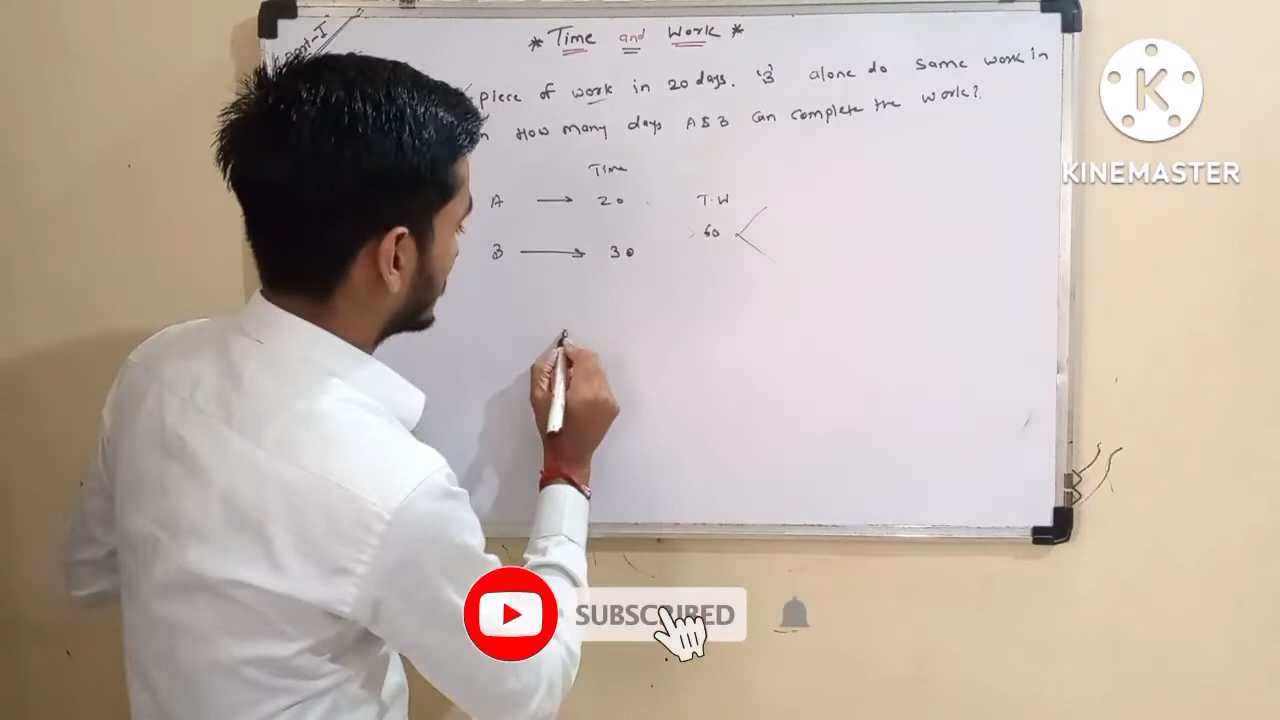 Part-I
* Time and Work *
piece of work in 20 days. 'B' alone do same work in
How many days A & B can complete the work?
Time
A → 20 T.W
60
B → 30
K
KINEMASTER
SUBSCRIBED